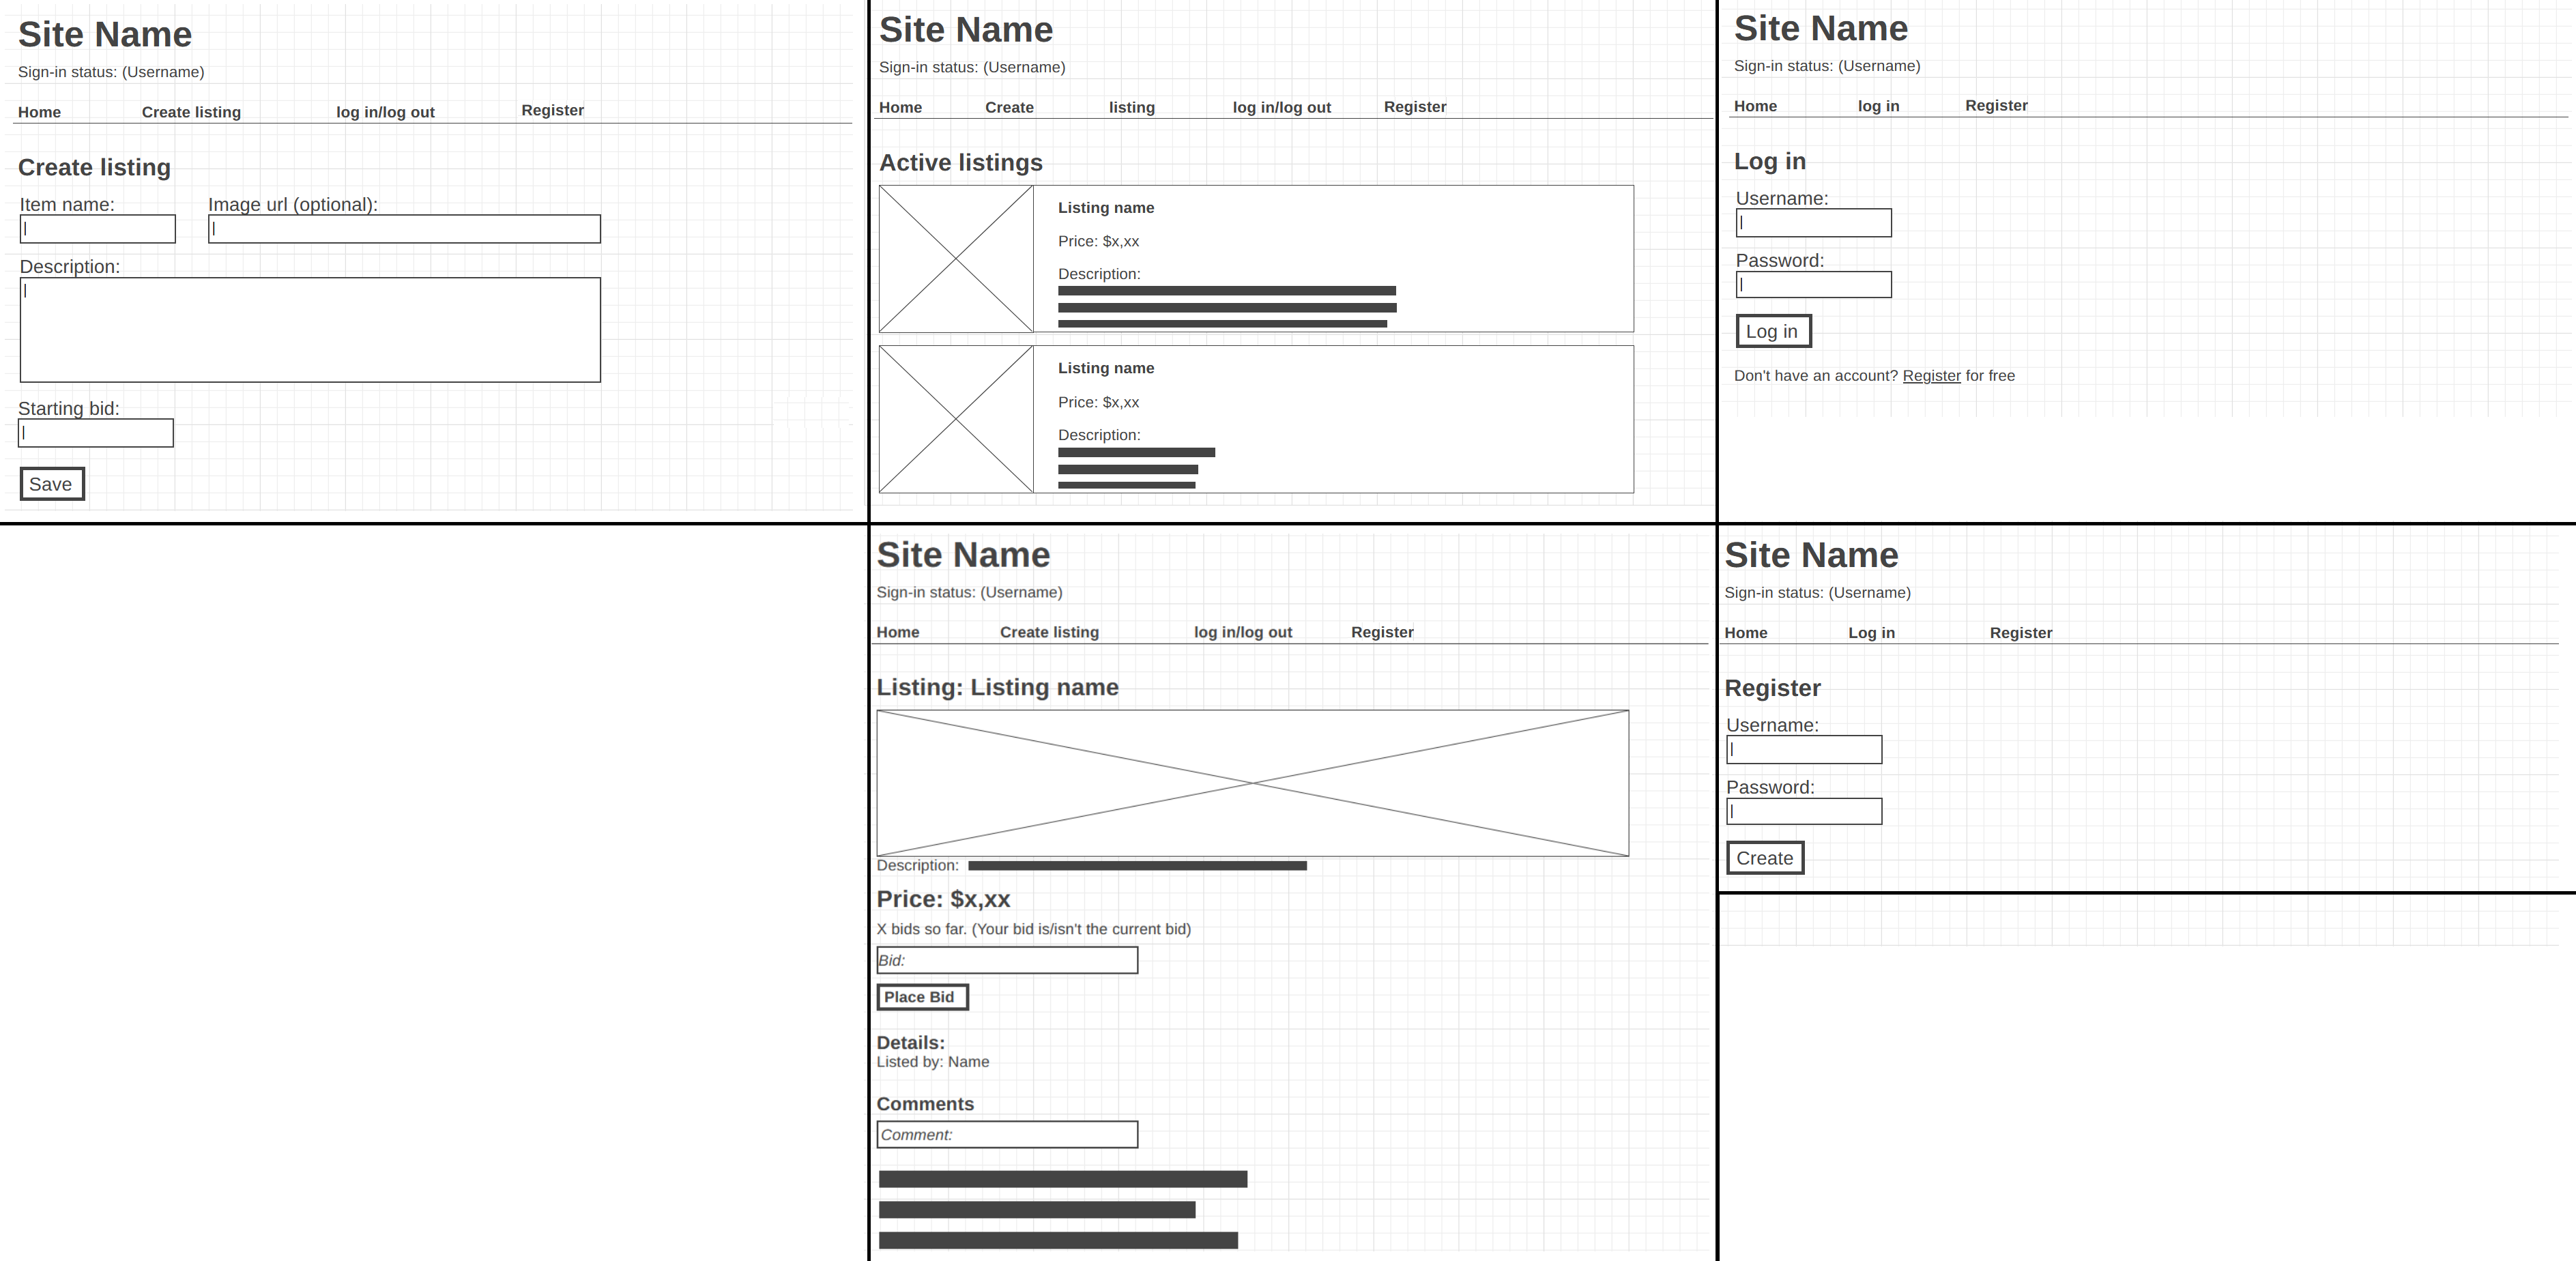 Site Name
Sign-in status: (Username)
Home Create listing log in/log out Register
Create listing
Item name: Image url (optional):
Description:
Starting bid:
Save
Site Name
Sign-in status: (Username)
Home Create listing log in/log out Register
Active listings
Listing name
Price: $x,xx
Description:
Listing name
Price: $x,xx
Description:
Site Name
Sign-in status: (Username)
Home log in Register
Log in
Username:
Password:
Log in
Don't have an account? Register for free
Site Name
Sign-in status: (Username)
Home Create listing log in/log out Register
Listing: Listing name
Description:
Price: $x,xx
X bids so far. (Your bid is/isn't the current bid)
Bid:
Place Bid
Details:
Listed by: Name
Comments
Comment:
Site Name
Sign-in status: (Username)
Home Log in Register
Register
Username:
Password:
Create